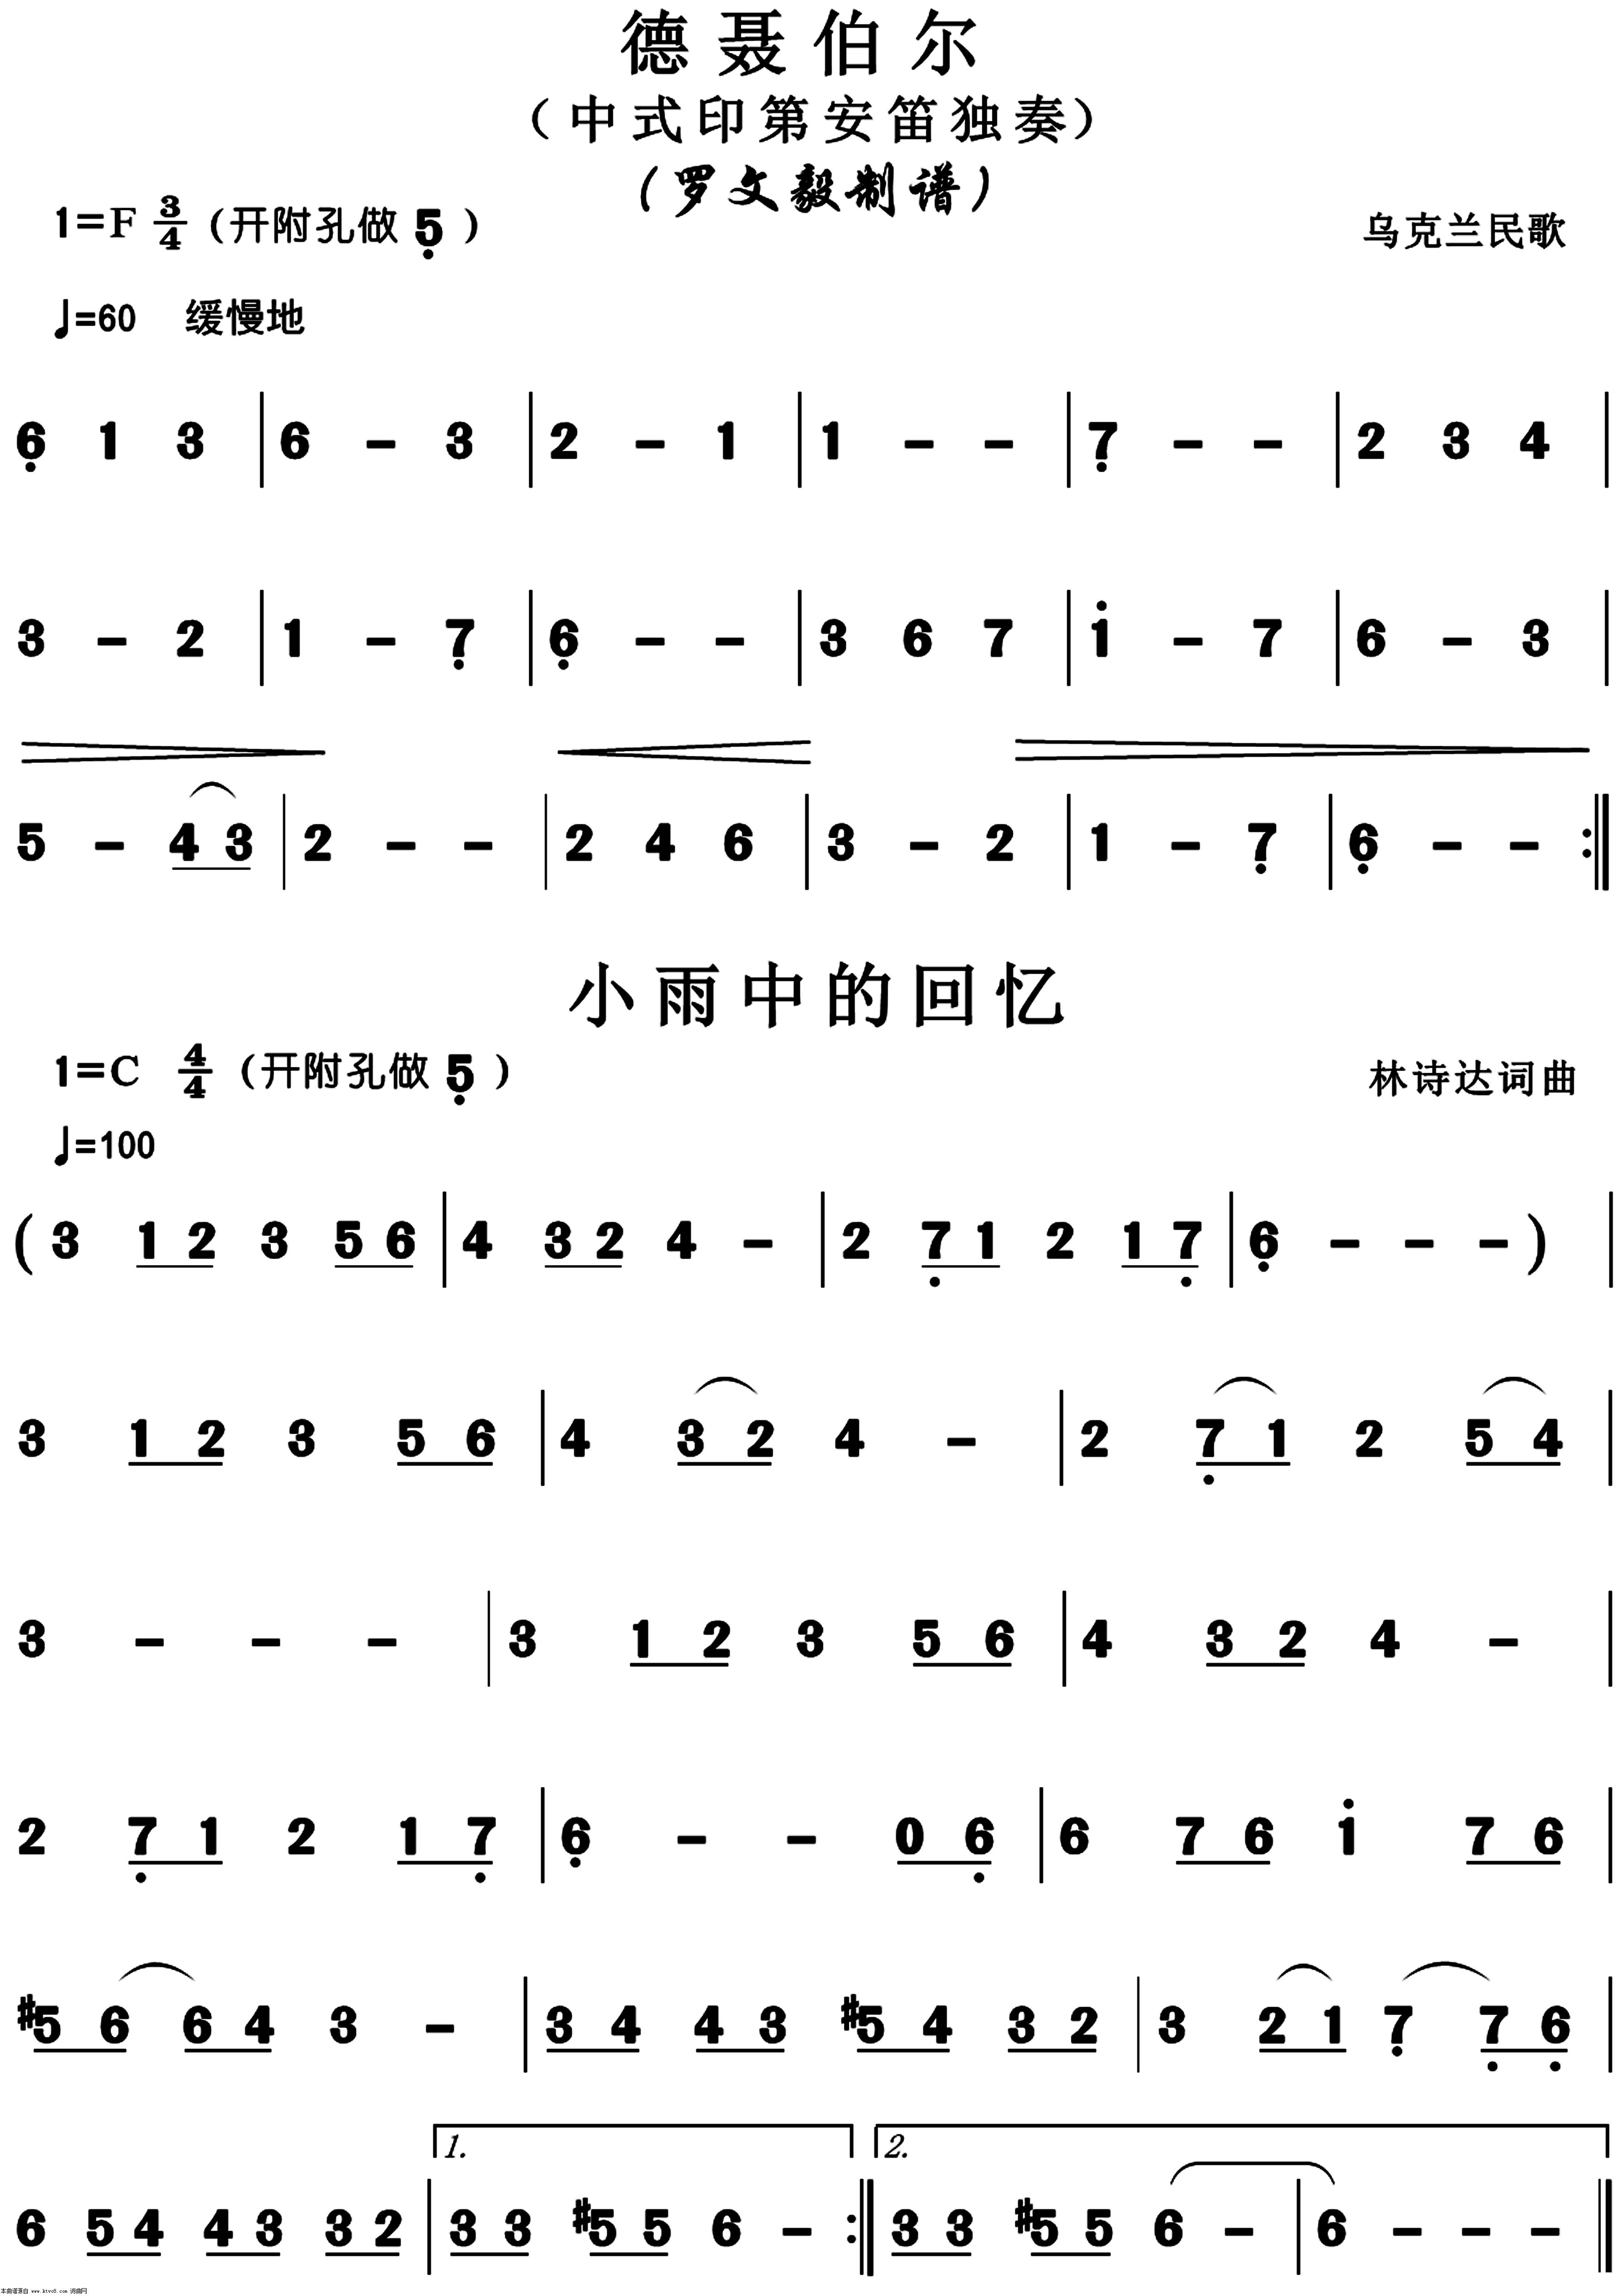 德聂伯尔
（中式印第安笛独奏）
（罗文毅制谱）
1=F 3/4 （开附孔做 5̣ ）
乌克兰民歌
♩=60 缓慢地
6̣ 1 3 | 6 - 3 | 2 - 1 | 1 - - | 7̣ - - | 2 3 4 |
3 - 2 | 1 - 7̣ | 6̣ - - | 3 6 7 | 1̇ - 7 | 6 - 3 |
5 - 4 3 | 2 - - | 2 4 6 | 3 - 2 | 1 - 7̣ | 6̣ - - :‖
小雨中的回忆
1=C 4/4 （开附孔做 5̣ ）
林诗达词曲
♩=100
( 3 1 2 3 5 6 | 4 3 2 4 - | 2 7̣ 1 2 1 7̣ | 6̣ - - - ) |
3 1 2 3 5 6 | 4 3 2 4 - | 2 7̣ 1 2 5 4 |
3 - - - | 3 1 2 3 5 6 | 4 3 2 4 - |
2 7̣ 1 2 1 7̣ | 6̣ - - 0 6̣ | 6 7 6 1̇ 7 6 |
#5 6 6 4 3 - | 3 4 4 3 #5 4 3 2 | 3 2 1 7̣ 7̣ 6̣ |
1. 2.
6 5 4 4 3 3 2 | 3 3 #5 5 6 - :‖ 3 3 #5 5 6 - | 6 - - - ‖
本曲谱源自 www.ktvc8.com 词曲网